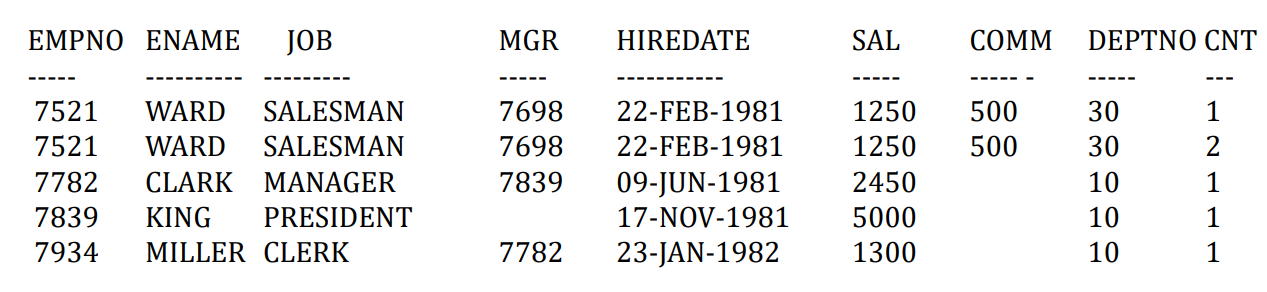 EMPNO ENAME JOB MGR HIREDATE SAL COMM DEPTNO CNT
----- ---------- --------- ----- ----------- ----- ----- - ----- ---
7521 WARD SALESMAN 7698 22-FEB-1981 1250 500 30 1
7521 WARD SALESMAN 7698 22-FEB-1981 1250 500 30 2
7782 CLARK MANAGER 7839 09-JUN-1981 2450 10 1
7839 KING PRESIDENT 17-NOV-1981 5000 10 1
7934 MILLER CLERK 7782 23-JAN-1982 1300 10 1